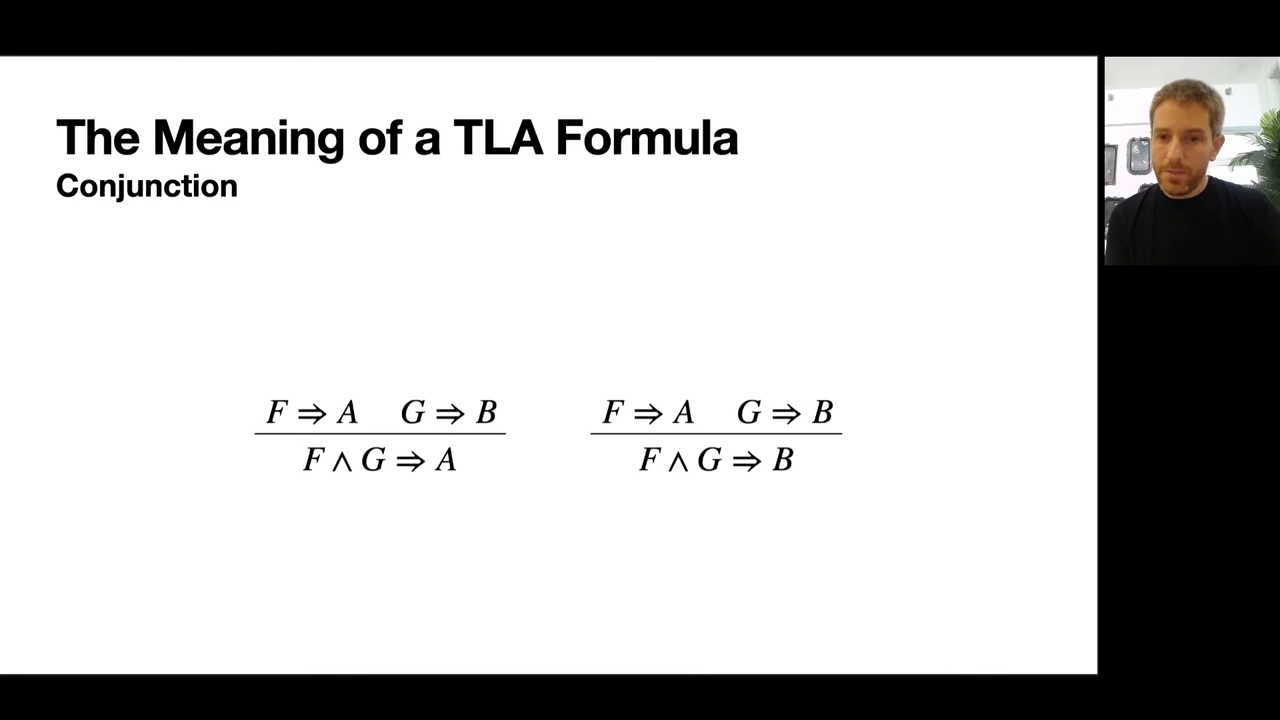 The Meaning of a TLA Formula
Conjunction
F ⇒ A G ⇒ B
F ∧ G ⇒ A
F ⇒ A G ⇒ B
F ∧ G ⇒ B